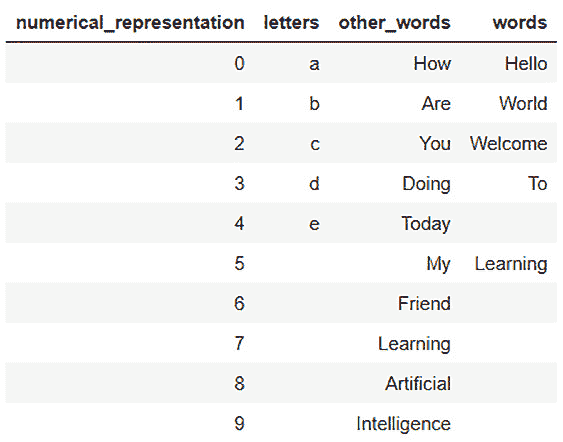 numerical_representation letters other_words words
0 a How Hello
1 b Are World
2 c You Welcome
3 d Doing To
4 e Today
5 My Learning
6 Friend
7 Learning
8 Artificial
9 Intelligence